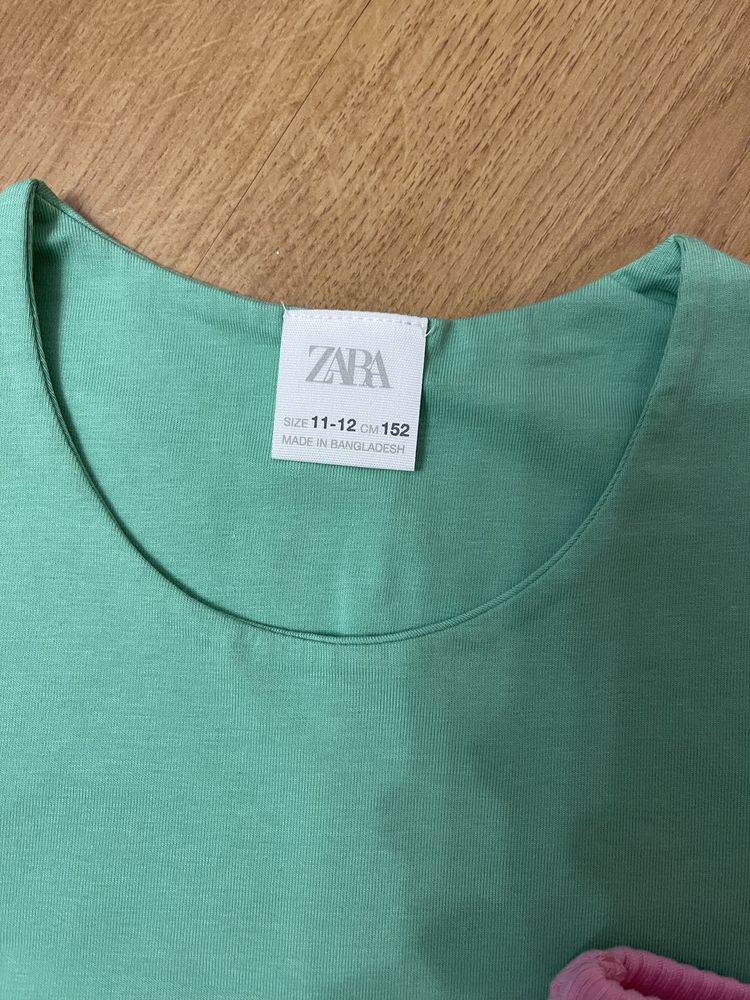 ZARA
SIZE 11-12 CM 152
MADE IN BANGLADESH